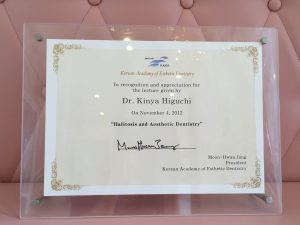 KAED
Korean Academy of Esthetic Dentistry
In recognition and appreciation for
the lecture given by
Dr. Kinya Higuchi
On November 4, 2012
"Halitosis and Aesthetic Dentistry"
Moon-Hwan Jang
President
Korean Academy of Esthetic Dentistry